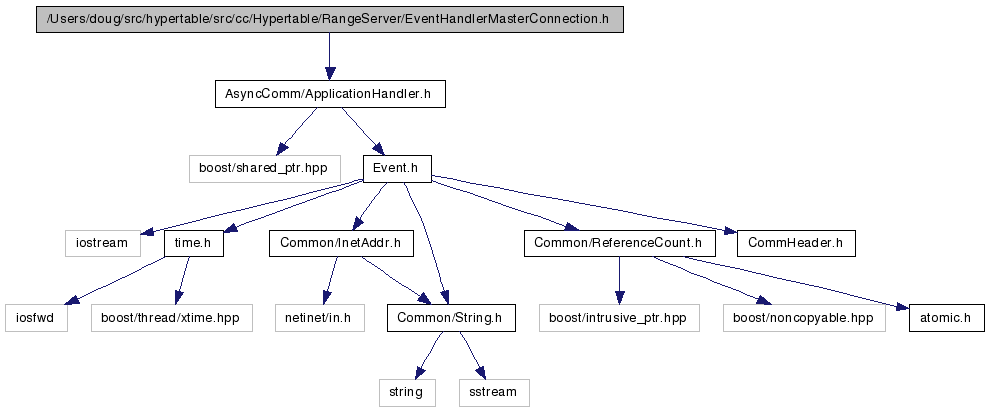 /Users/doug/src/hypertable/src/cc/Hypertable/RangeServer/EventHandlerMasterConnection.h
AsyncComm/ApplicationHandler.h
boost/shared_ptr.hpp
Event.h
iostream
time.h
Common/InetAddr.h
Common/ReferenceCount.h
CommHeader.h
iosfwd
boost/thread/xtime.hpp
netinet/in.h
Common/String.h
boost/intrusive_ptr.hpp
boost/noncopyable.hpp
atomic.h
string
sstream